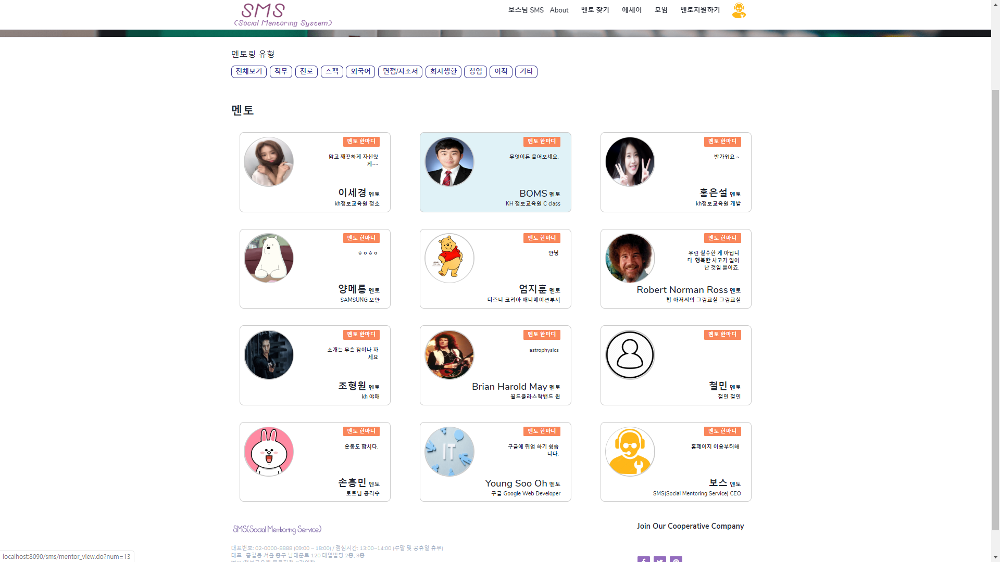 SMS
(Social Mentoring System)
보스님 SMS About 멘토 찾기 에세이 모임 멘토지원하기
멘토링 유형
전체보기 직무 진로 스펙 외국어 면접/자소서 회사생활 창업 이직 기타
멘토
멘토 한마디
맑고 깨끗하게 자신있
게~~
이세경 멘토
kh정보교육원 청소
멘토 한마디
무엇이든 물어보세요.
BOMS 멘토
KH 정보교육원 C class
멘토 한마디
반가워요 ~
홍은설 멘토
kh정보교육원 개발
멘토 한마디
ㅎㅇㅎㅇ
양메롱 멘토
SAMSUNG 보안
멘토 한마디
안녕
엄지훈 멘토
디즈니 코리아 애니메이션부서
멘토 한마디
우린 실수한 게 아닙니
다. 행복한 사고가 일어
난 것일 뿐이죠.
Robert Norman Ross 멘토
밥 아저씨의 그림교실 그림교실
멘토 한마디
소개는 무슨 잠이나 자
세요
조형원 멘토
kh 야매
멘토 한마디
astrophysics
Brian Harold May 멘토
월드클라스락밴드 퀸
멘토 한마디
철민 멘토
철민 철민
멘토 한마디
운동도 합시다.
손흥민 멘토
토트넘 공격수
멘토 한마디
구글에 취업 하기 쉽습
니다.
IT
Young Soo Oh 멘토
구글 Google Web Developer
멘토 한마디
홈페이지 이용부터해
보스 멘토
SMS(Social Mentoring Service) CEO
SMS(Social Mentoring Service)
Join Our Cooperative Company
대표번호: 02-0000-8888 (09:00 ~ 18:00) / 점심시간: 13:00~14:00 (주말 및 공휴일 휴무)
대표 : 홍길동 서울 중구 남대문로 120 대일빌딩 2층, 3층
localhost:8090/sms/mentor_view.do?num=13